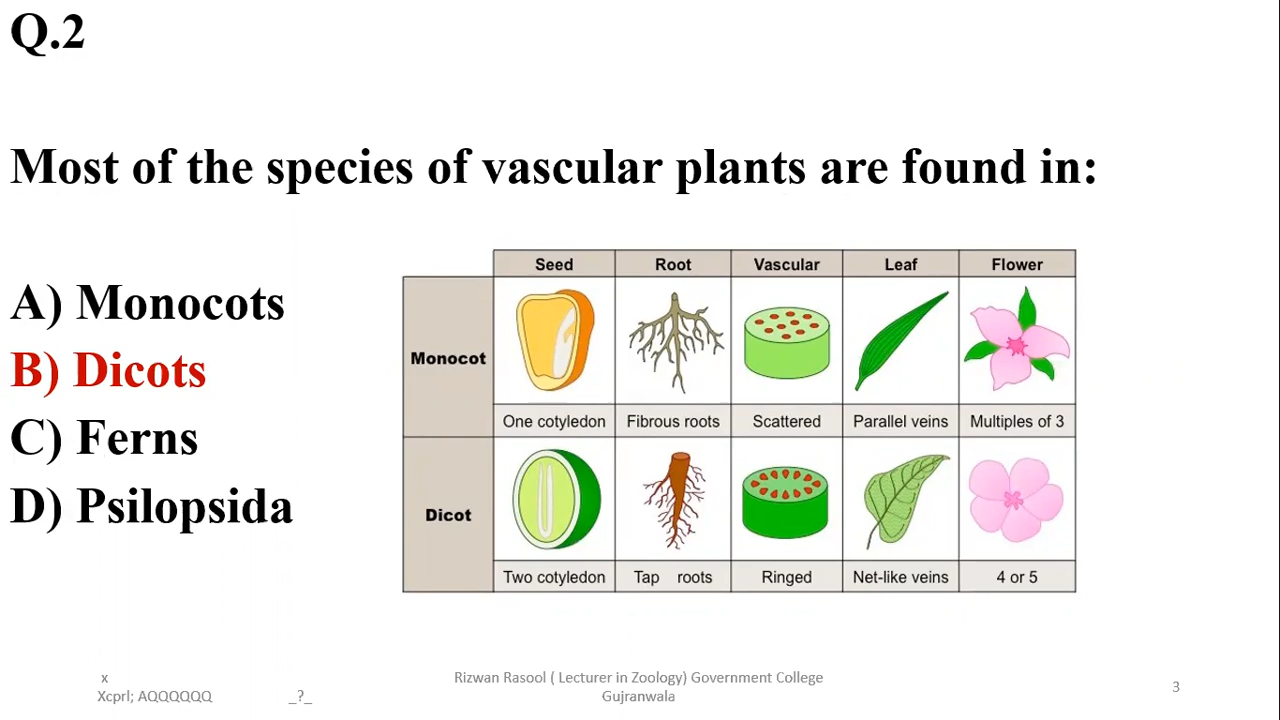 Q.2
Most of the species of vascular plants are found in:
A) Monocots
B) Dicots
C) Ferns
D) Psilopsida
Seed Root Vascular Leaf Flower
Monocot
One cotyledon Fibrous roots Scattered Parallel veins Multiples of 3
Dicot
Two cotyledon Tap roots Ringed Net-like veins 4 or 5
x
Xcprl; AQQQQQQ _?_
Rizwan Rasool ( Lecturer in Zoology) Government College
Gujranwala
3